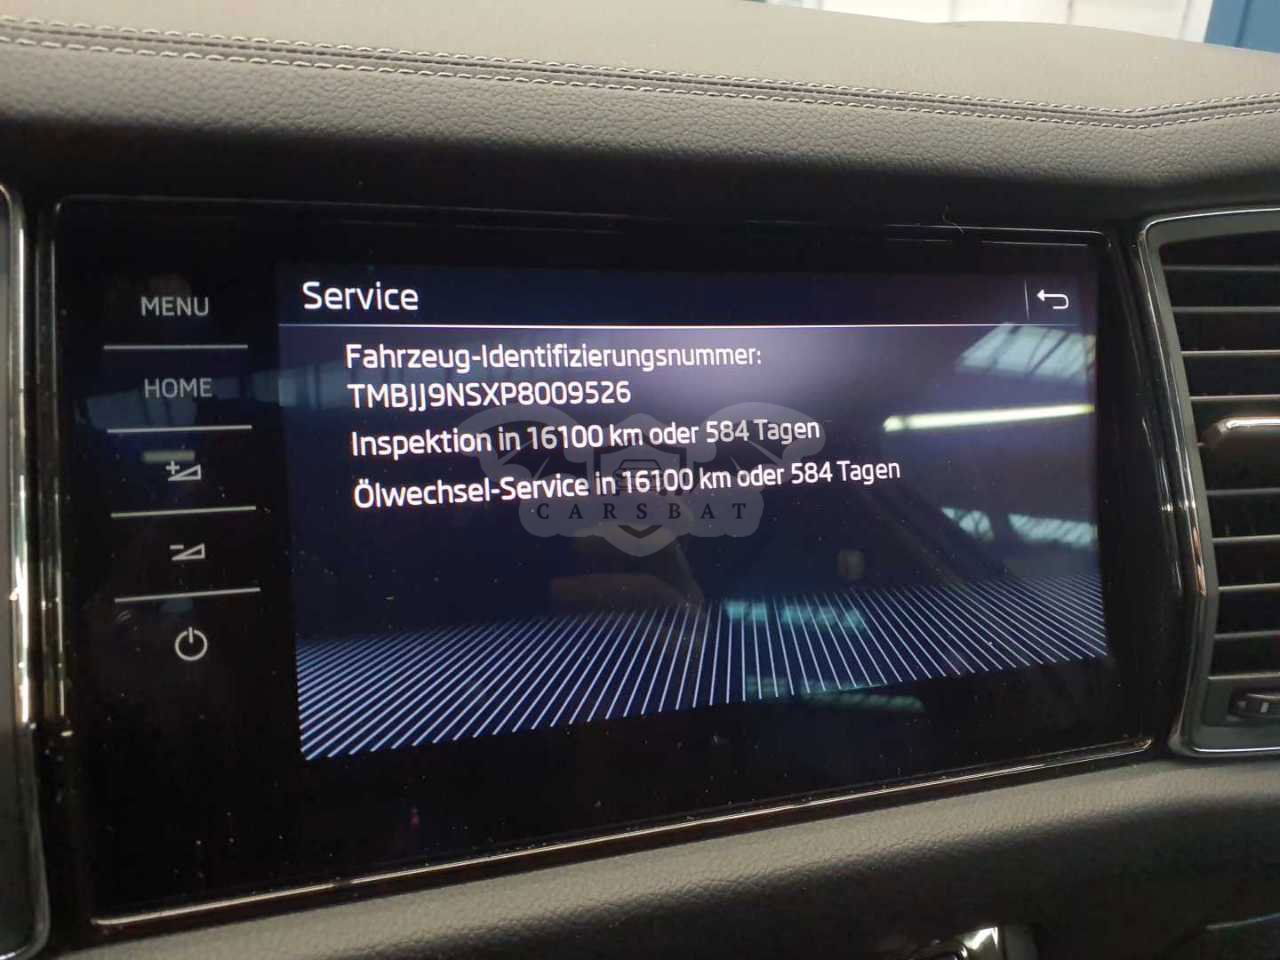 MENU
HOME
Service
Fahrzeug-Identifizierungsnummer:
TMBJJ9NSXP8009526
Inspektion in 16100 km oder 584 Tagen
Ölwechsel-Service in 16100 km oder 584 Tagen
CARSBAT